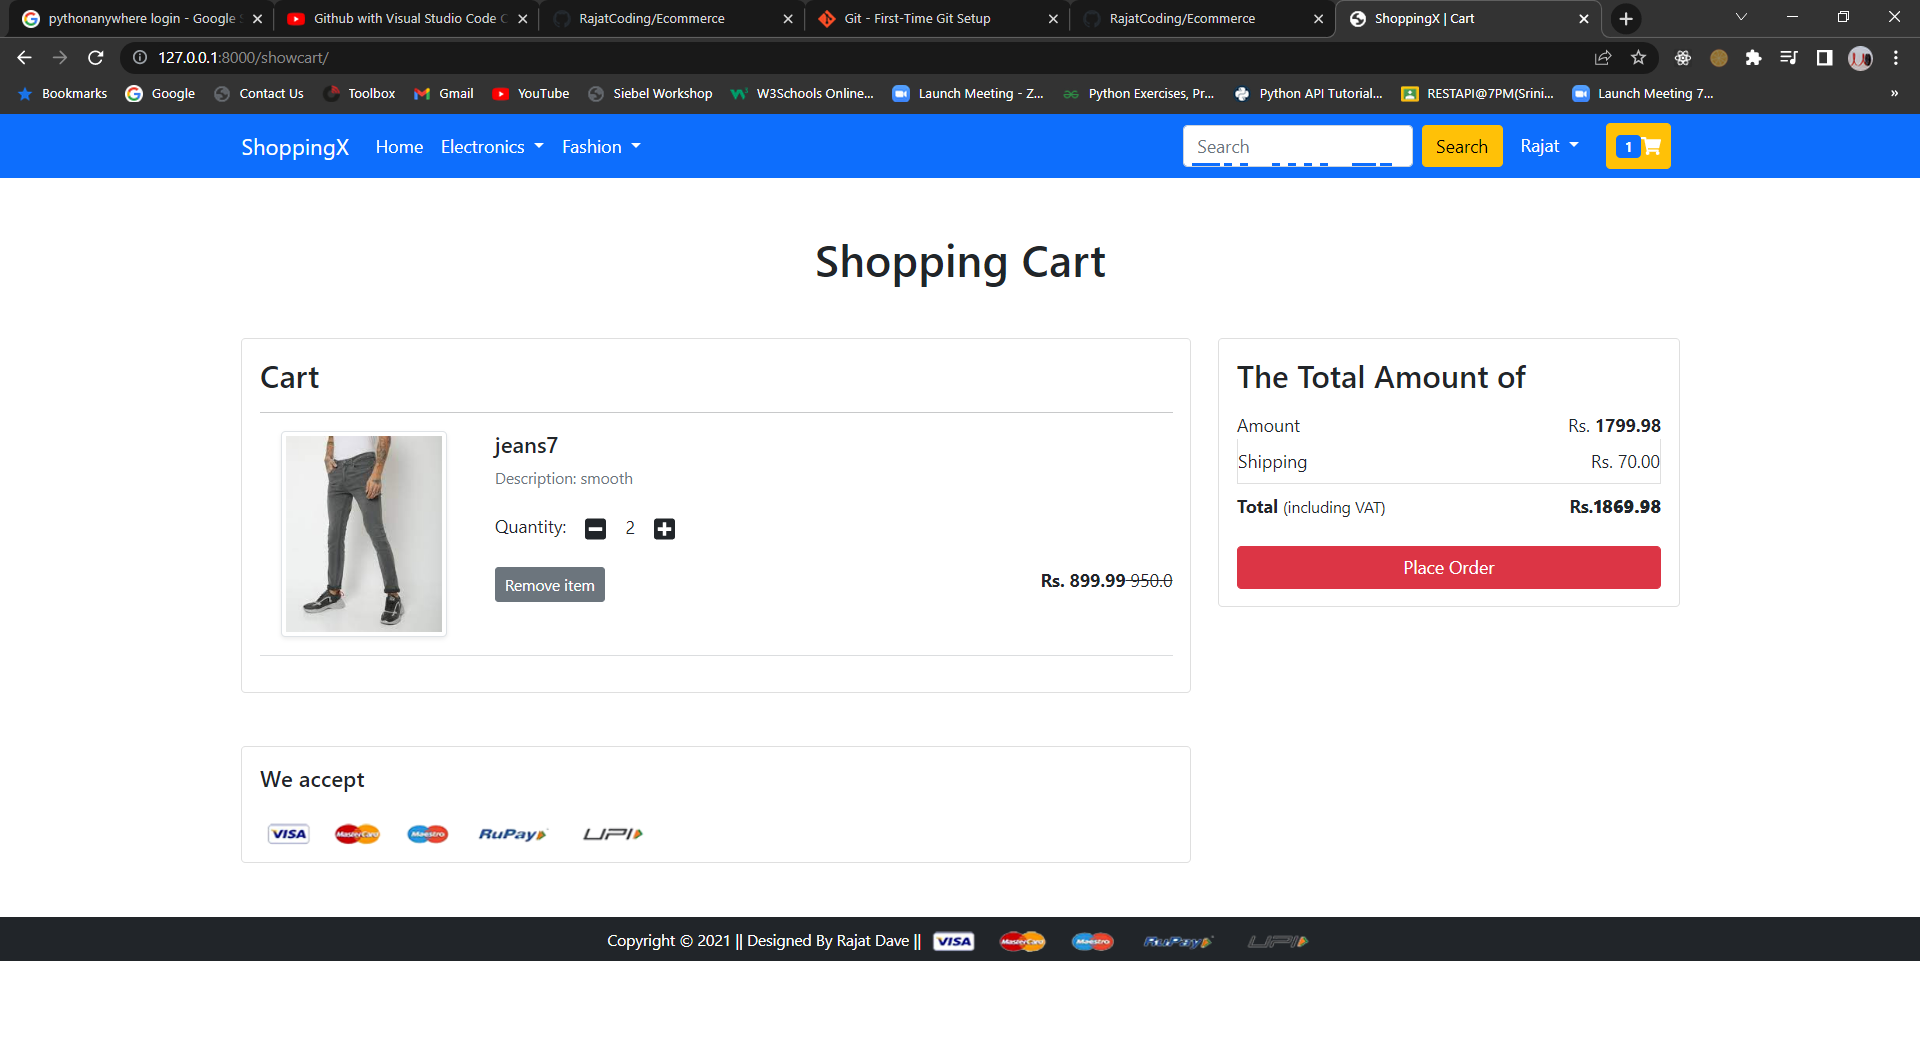 pythonanywhere login - Google
Github with Visual Studio Code
RajatCoding/Ecommerce
Git - First-Time Git Setup
RajatCoding/Ecommerce
ShoppingX | Cart
127.0.0.1:8000/showcart/
Bookmarks
Google
Contact Us
Toolbox
Gmail
YouTube
Siebel Workshop
W3Schools Online...
Launch Meeting - Z...
Python Exercises, Pr...
Python API Tutorial...
RESTAPI@7PM(Srini...
Launch Meeting 7...
»
ShoppingX Home Electronics Fashion Search Search Rajat 1
Shopping Cart
Cart
jeans7
Description: smooth
Quantity: 2
Remove item
Rs. 899.99 950.0
The Total Amount of
Amount Rs. 1799.98
Shipping Rs. 70.00
Total (including VAT) Rs.1869.98
Place Order
We accept
VISA MasterCard Maestro RuPay UPI
Copyright © 2021 || Designed By Rajat Dave || VISA MasterCard Maestro RuPay UPI